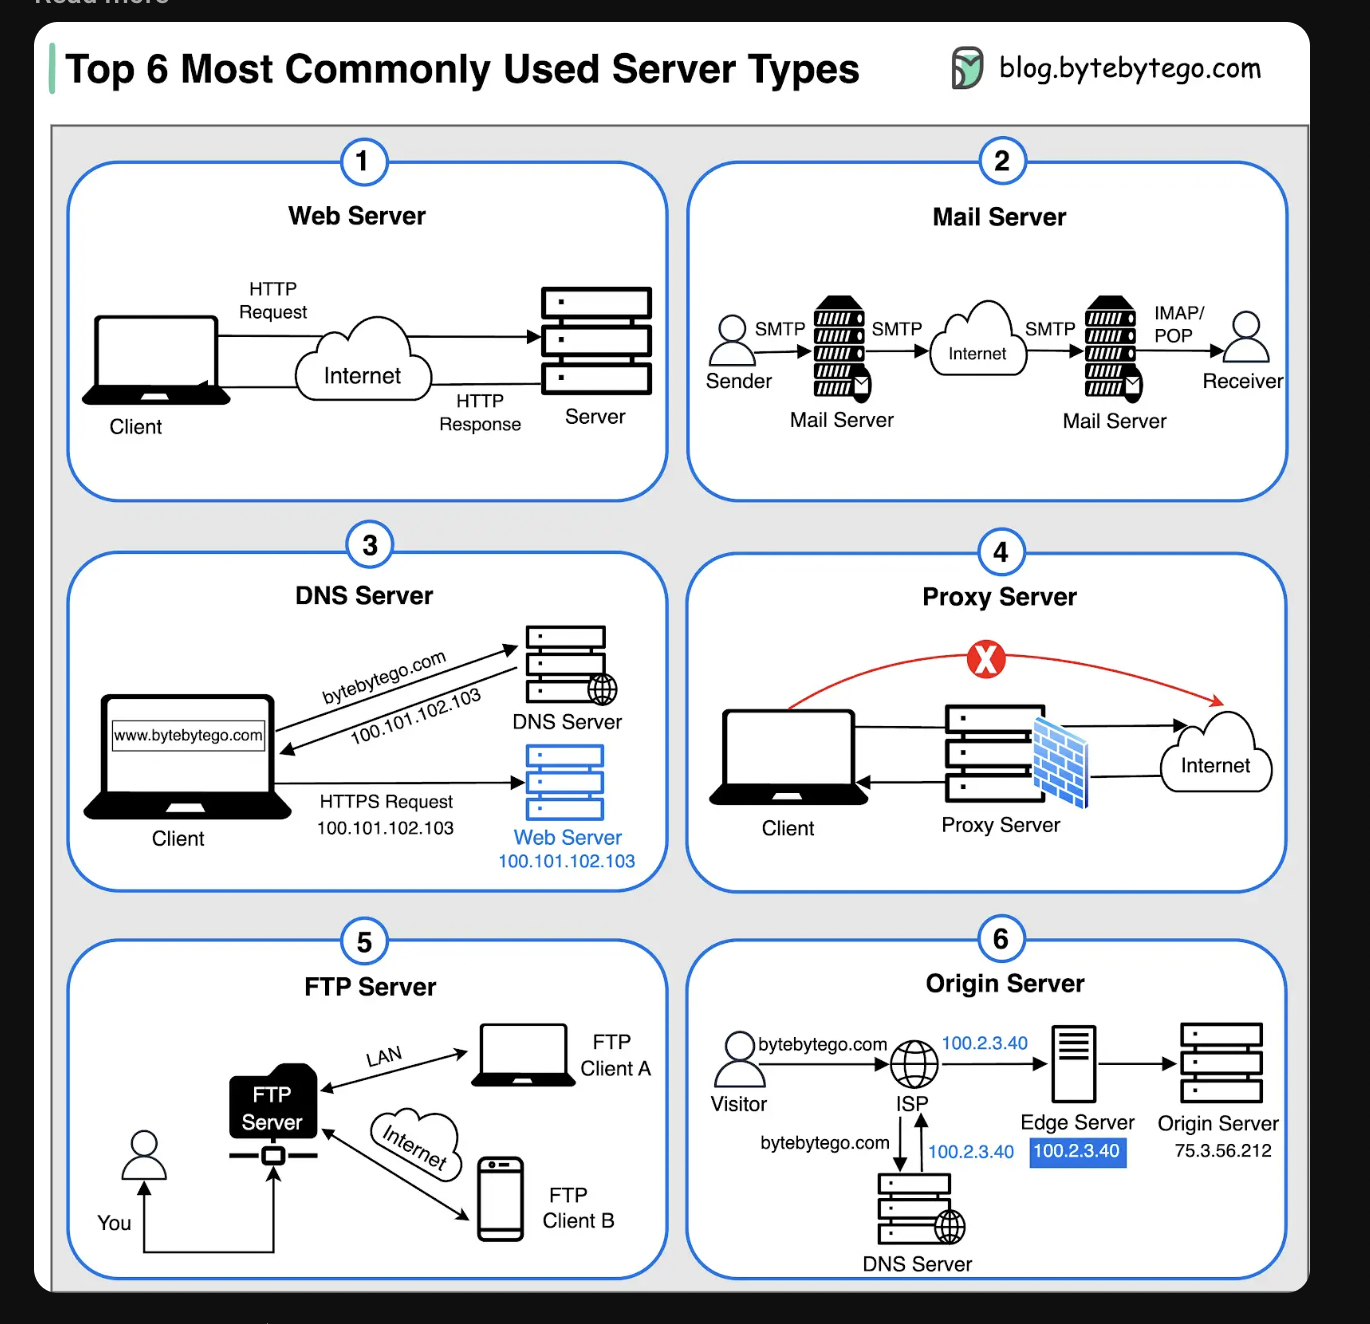 Read more
Top 6 Most Commonly Used Server Types
blog.bytebytego.com
1
Web Server
HTTP
Request
Internet
HTTP
Response
Client
Server
2
Mail Server
SMTP
SMTP
Internet
SMTP
IMAP/
POP
Sender
Mail Server
Mail Server
Receiver
3
DNS Server
bytebytego.com
100.101.102.103
DNS Server
www.bytebytego.com
HTTPS Request
100.101.102.103
Client
Web Server
100.101.102.103
4
Proxy Server
X
Internet
Client
Proxy Server
5
FTP Server
LAN
FTP
Client A
FTP
Server
Internet
FTP
Client B
You
6
Origin Server
bytebytego.com
100.2.3.40
Visitor
ISP
Edge Server
100.2.3.40
Origin Server
75.3.56.212
bytebytego.com
100.2.3.40
DNS Server